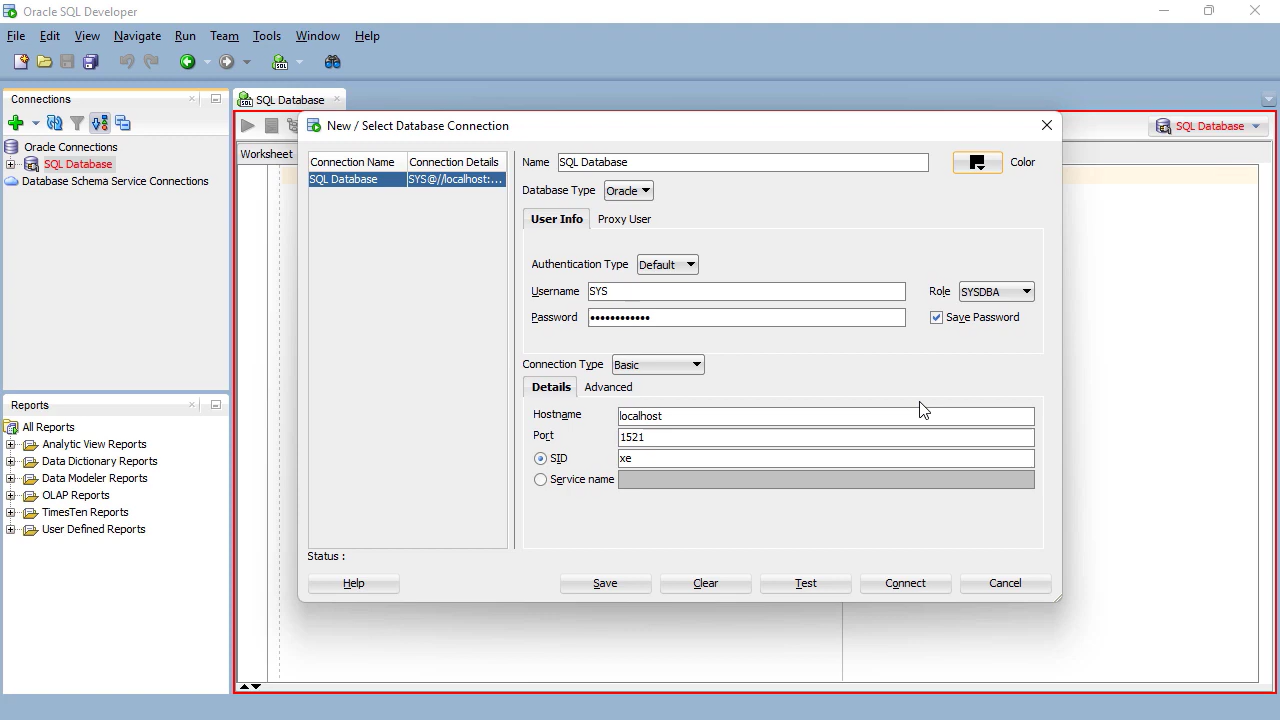 Oracle SQL Developer
File Edit View Navigate Run Team Tools Window Help
SQL
Connections
SQL Database
Oracle Connections
SQL Database
Database Schema Service Connections
Reports
All Reports
Analytic View Reports
Data Dictionary Reports
Data Modeler Reports
OLAP Reports
TimesTen Reports
User Defined Reports
SQL Database
Worksheet
New / Select Database Connection
Connection Name Connection Details
SQL Database SYS@//localhost:...
Name SQL Database Color
Database Type Oracle
User Info Proxy User
Authentication Type Default
Username SYS Role SYSDBA
Password •••••••••••• Save Password
Connection Type Basic
Details Advanced
Hostname localhost
Port 1521
SID xe
Service name
Status :
Help Save Clear Test Connect Cancel